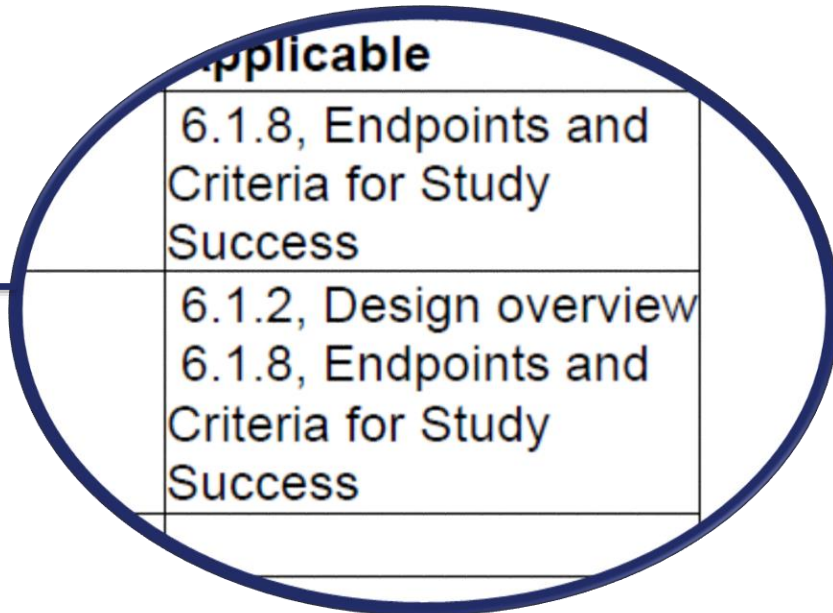 Applicable
6.1.8, Endpoints and
Criteria for Study
Success
6.1.2, Design overview
6.1.8, Endpoints and
Criteria for Study
Success